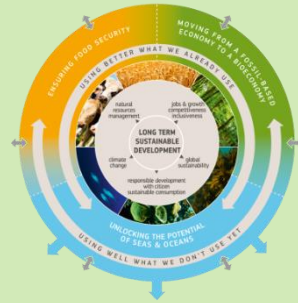 ENSURING FOOD SECURITY
MOVING FROM A FOSSIL-BASED
ECONOMY TO A BIOECONOMY
USING BETTER WHAT WE ALREADY USE
natural
resources
management
jobs & growth
competitiveness
inclusiveness
LONG TERM
SUSTAINABLE
DEVELOPMENT
climate
change
global
sustainability
responsible development
with citizen
sustainable consumption
UNLOCKING THE POTENTIAL
OF SEAS & OCEANS
USING WELL WHAT WE DON'T USE YET